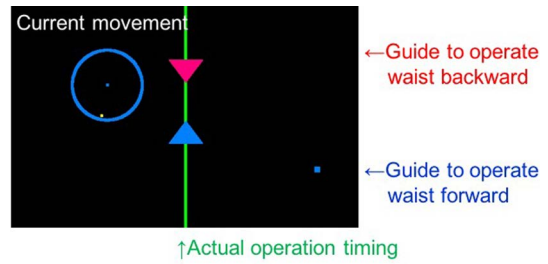 Current movement
←Guide to operate
waist backward
←Guide to operate
waist forward
↑Actual operation timing